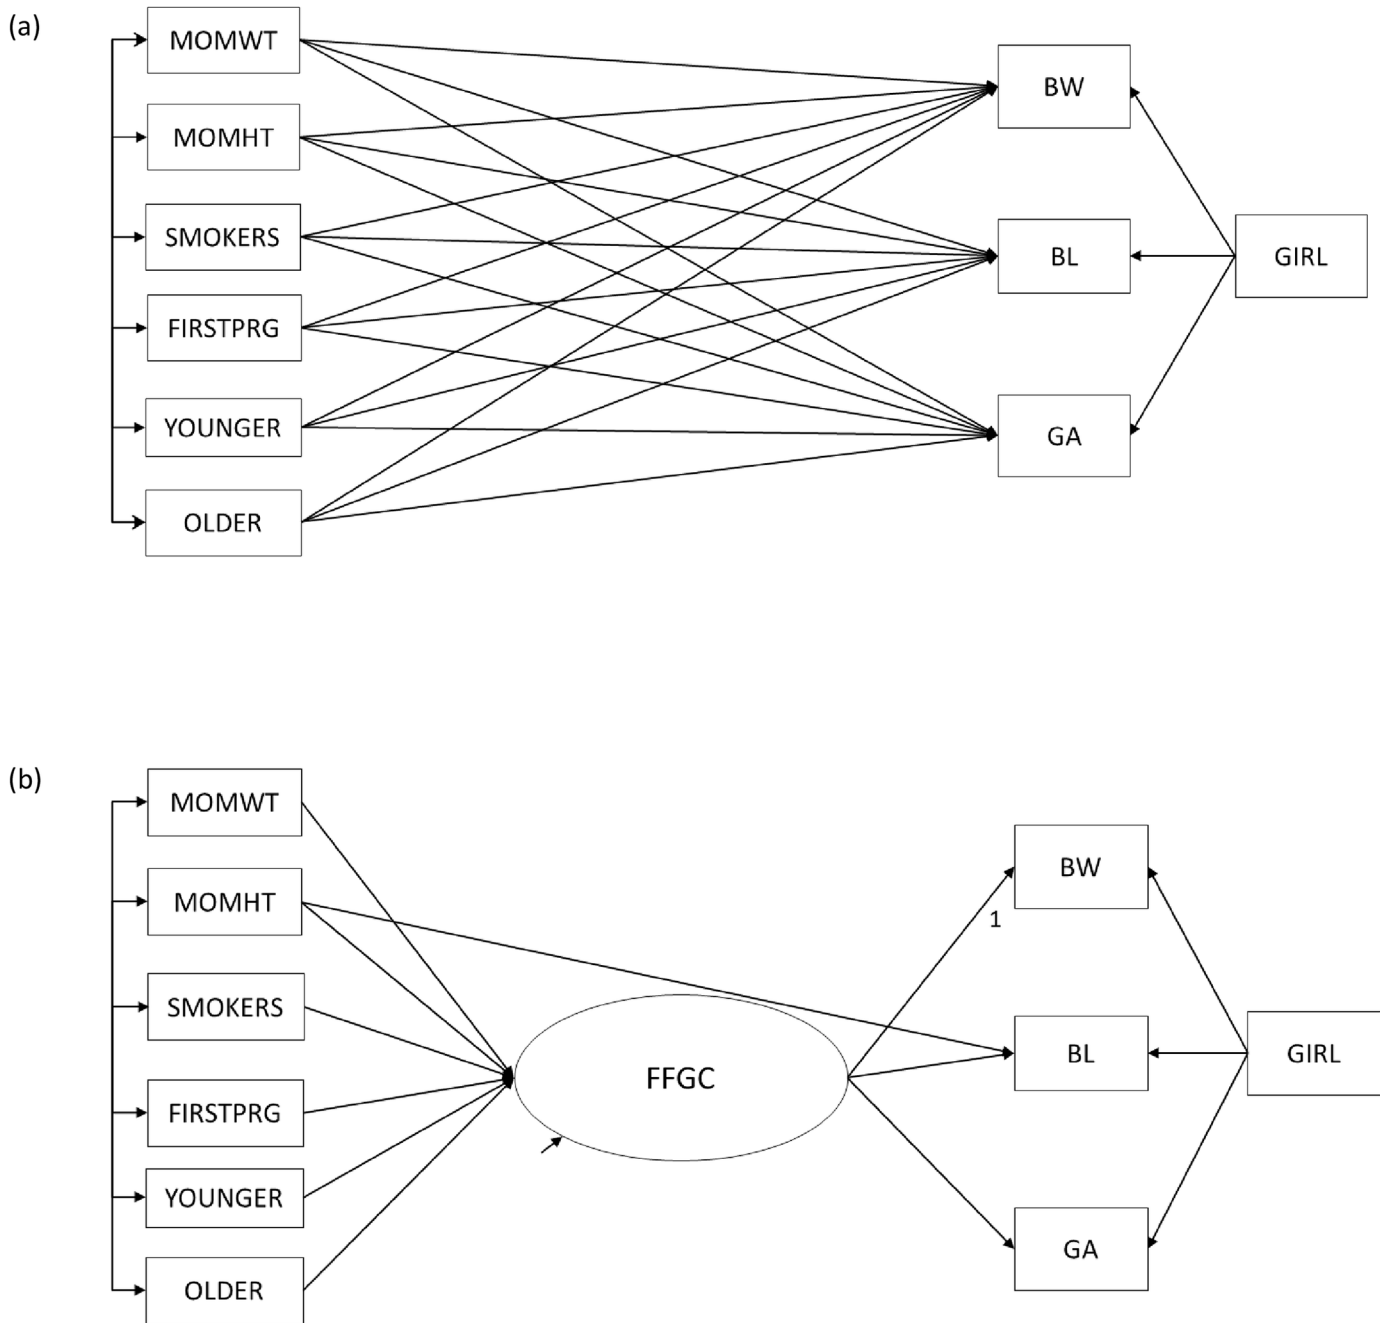 (a)
MOMWT
MOMHT
SMOKERS
FIRSTPRG
YOUNGER
OLDER
BW
BL
GA
GIRL
(b)
MOMWT
MOMHT
SMOKERS
FIRSTPRG
YOUNGER
OLDER
FFGC
1
BW
BL
GA
GIRL